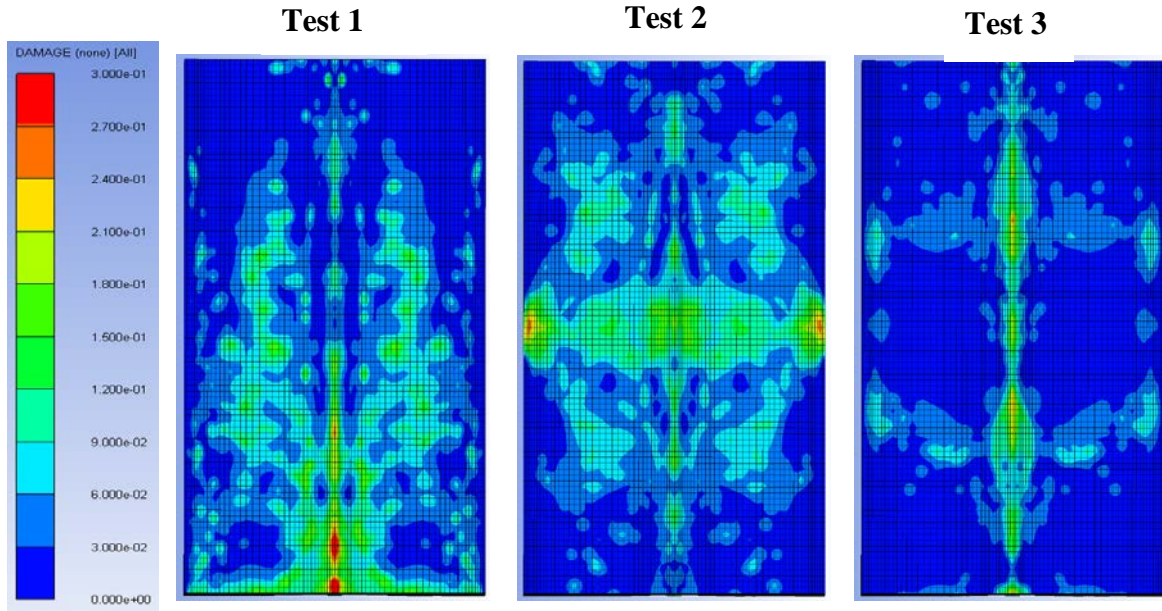 Test 1
Test 2
Test 3
DAMAGE (none) [All]
3.000e-01
2.700e-01
2.400e-01
2.100e-01
1.800e-01
1.500e-01
1.200e-01
9.000e-02
6.000e-02
3.000e-02
0.000e+00